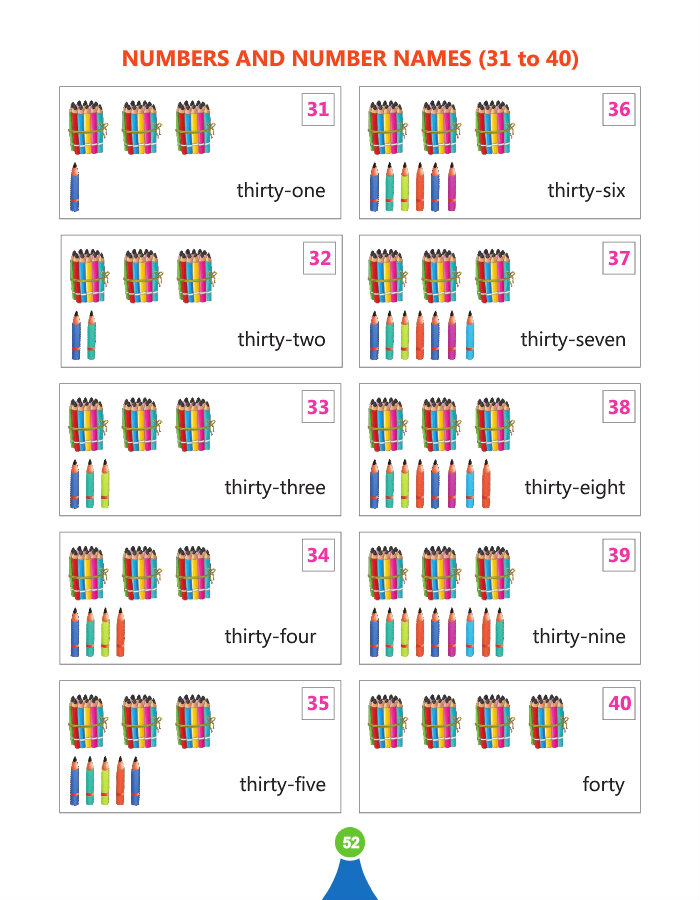 NUMBERS AND NUMBER NAMES (31 to 40)
31
thirty-one
32
thirty-two
33
thirty-three
34
thirty-four
35
thirty-five
36
thirty-six
37
thirty-seven
38
thirty-eight
39
thirty-nine
40
forty
52